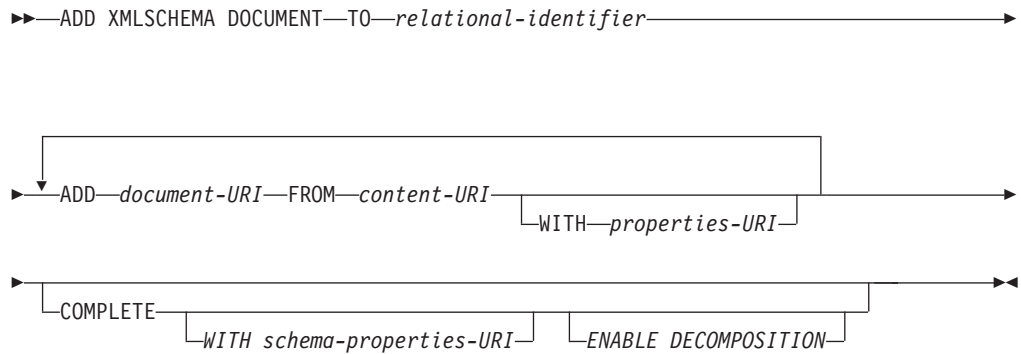 ADD XMLSCHEMA DOCUMENT TO relational-identifier
ADD document-URI FROM content-URI
WITH properties-URI
COMPLETE
WITH schema-properties-URI ENABLE DECOMPOSITION